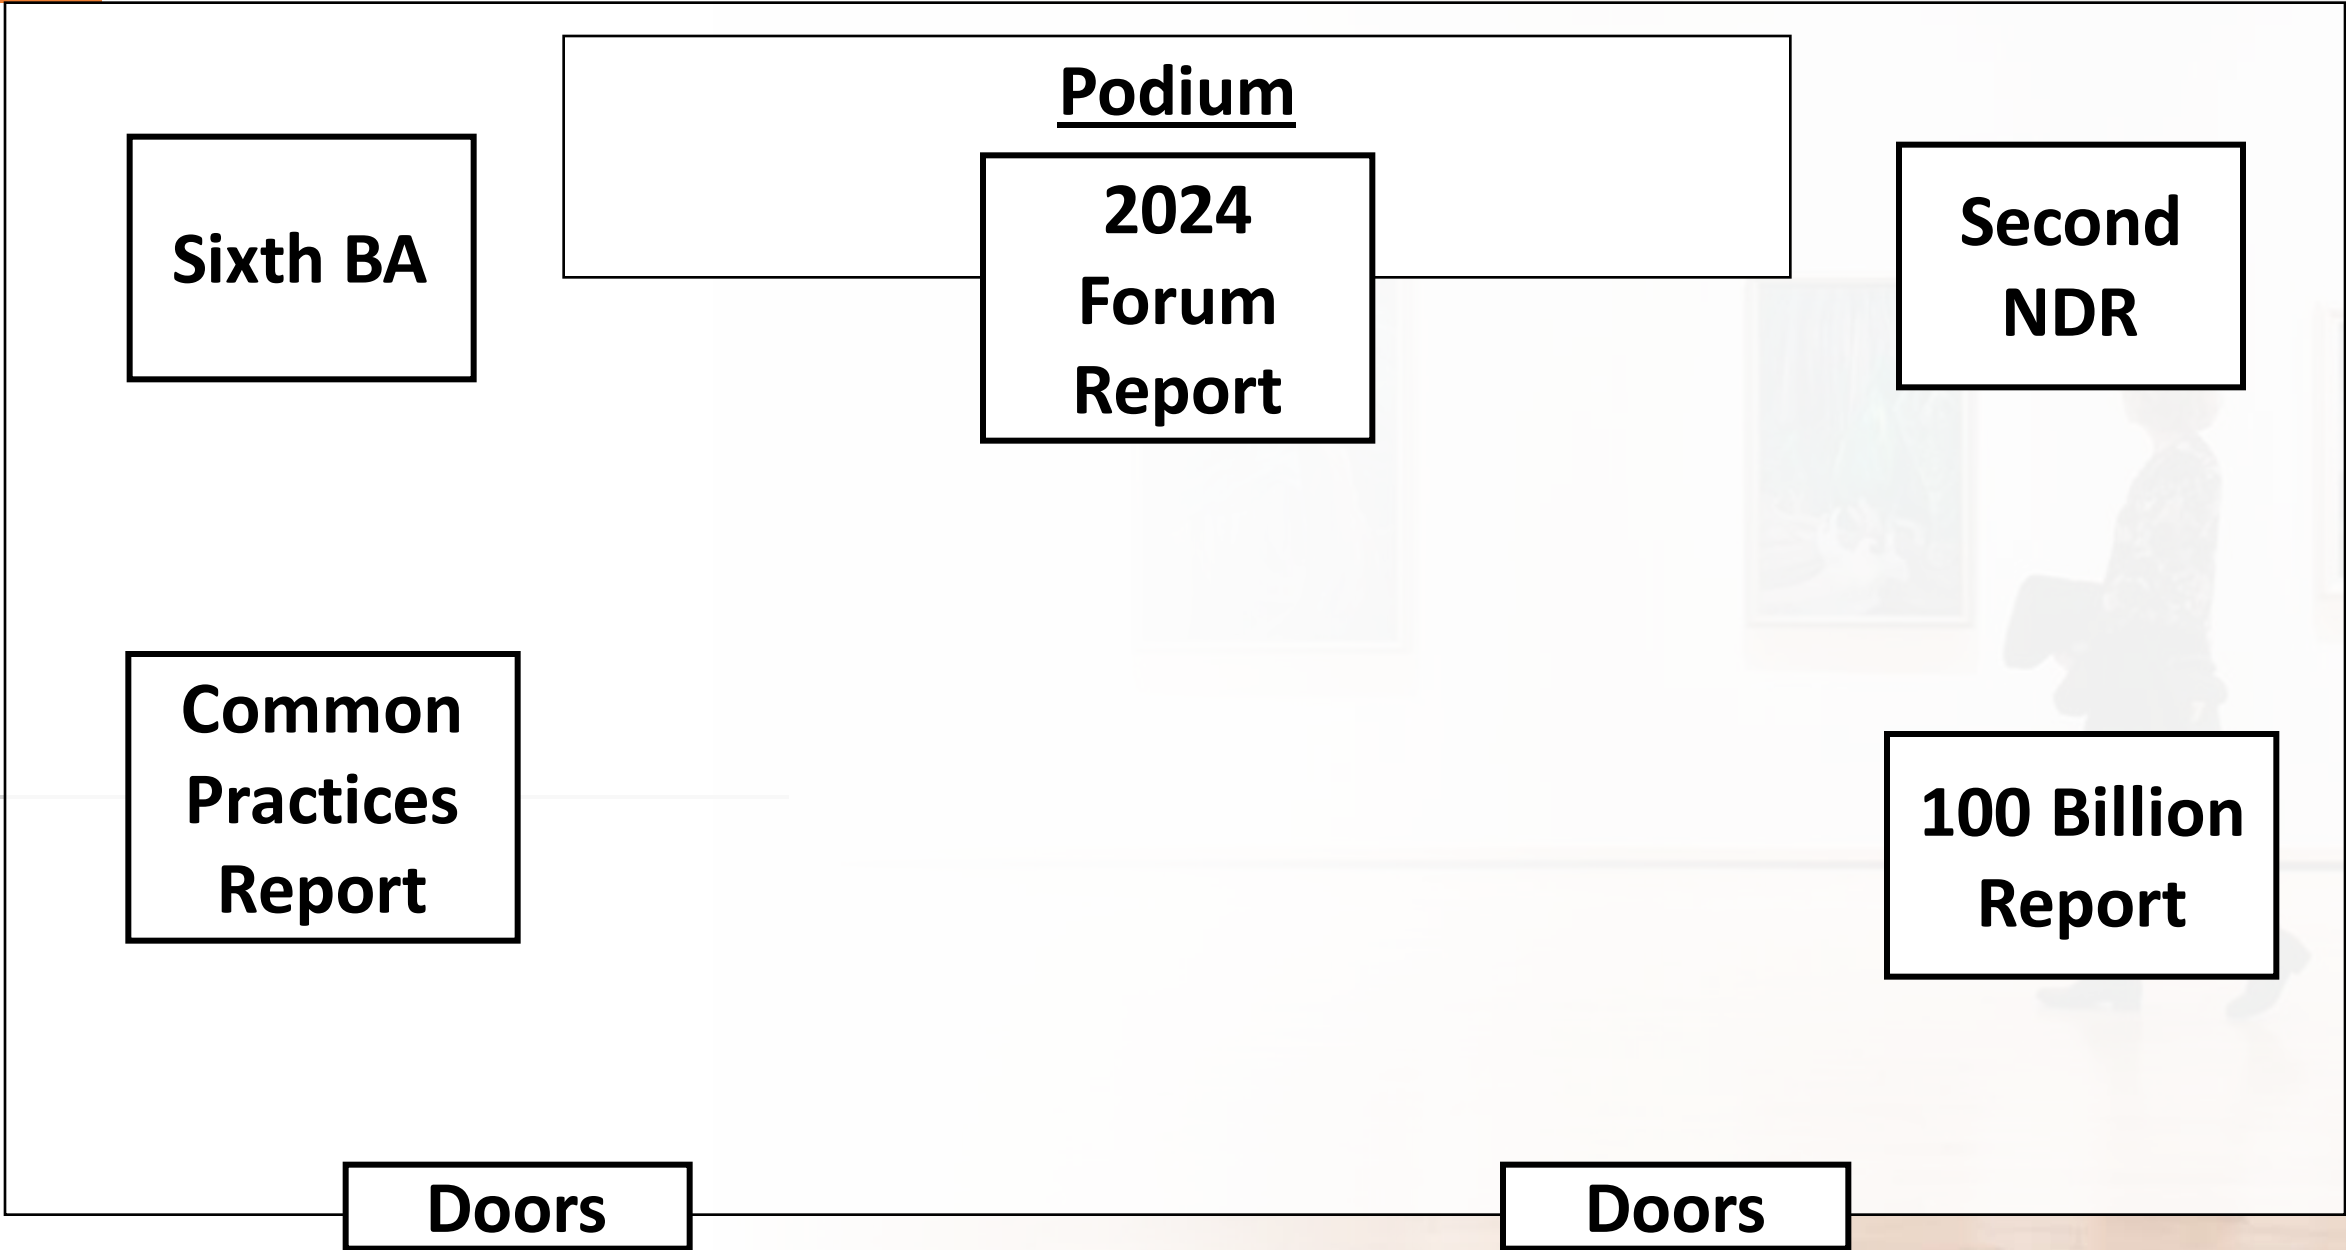 Podium
Sixth BA
2024
Forum
Report
Second
NDR
Common
Practices
Report
100 Billion
Report
Doors
Doors